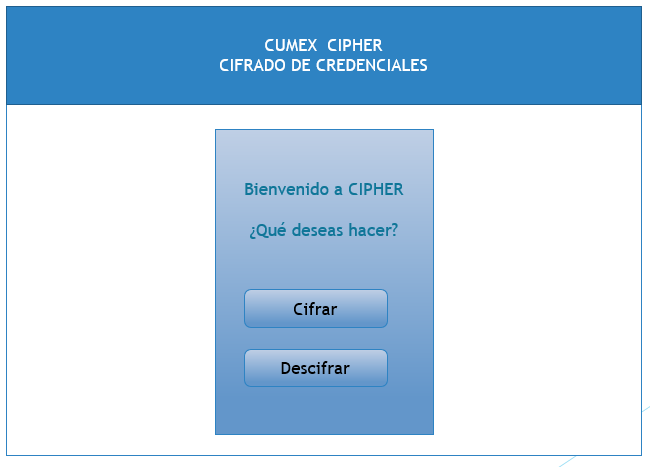 CUMEX CIPHER
CIFRADO DE CREDENCIALES
Bienvenido a CIPHER
¿Qué deseas hacer?
Cifrar
Descifrar